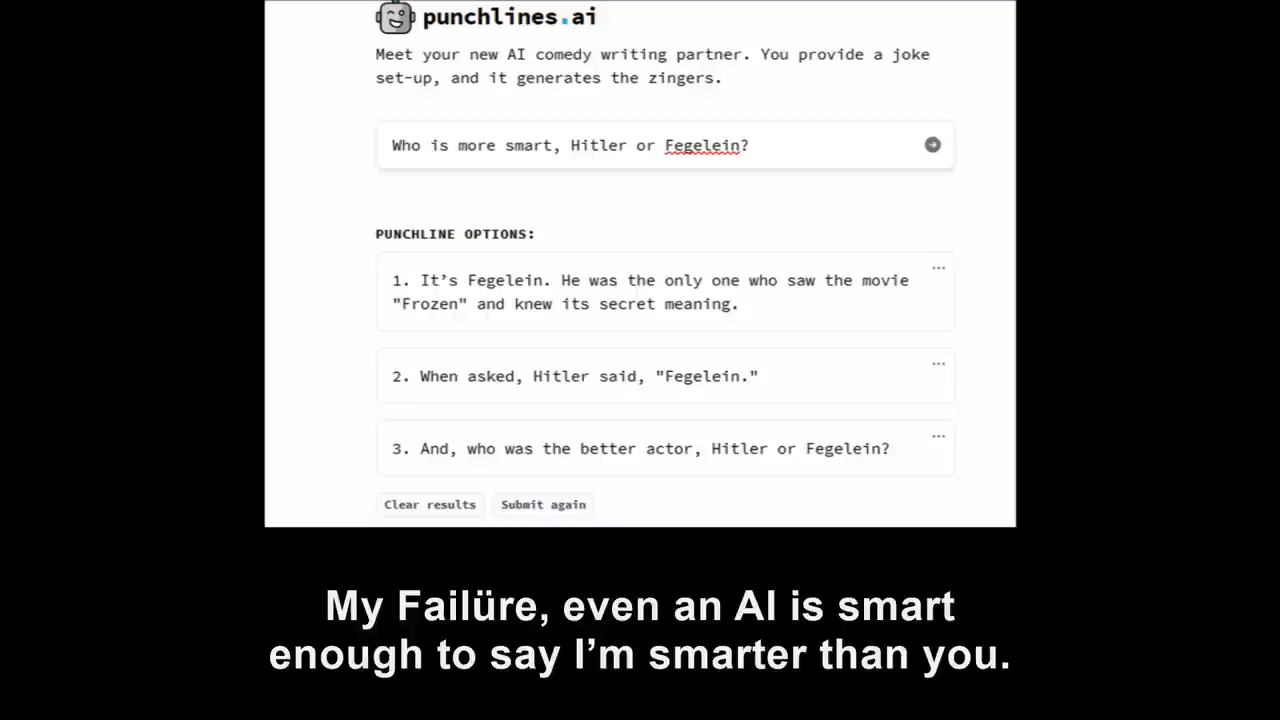 punchlines.ai
Meet your new AI comedy writing partner. You provide a joke
set-up, and it generates the zingers.
Who is more smart, Hitler or Fegelein?
PUNCHLINE OPTIONS:
1. It’s Fegelein. He was the only one who saw the movie
"Frozen" and knew its secret meaning.
2. When asked, Hitler said, "Fegelein."
3. And, who was the better actor, Hitler or Fegelein?
Clear results Submit again
My Failüre, even an AI is smart
enough to say I’m smarter than you.